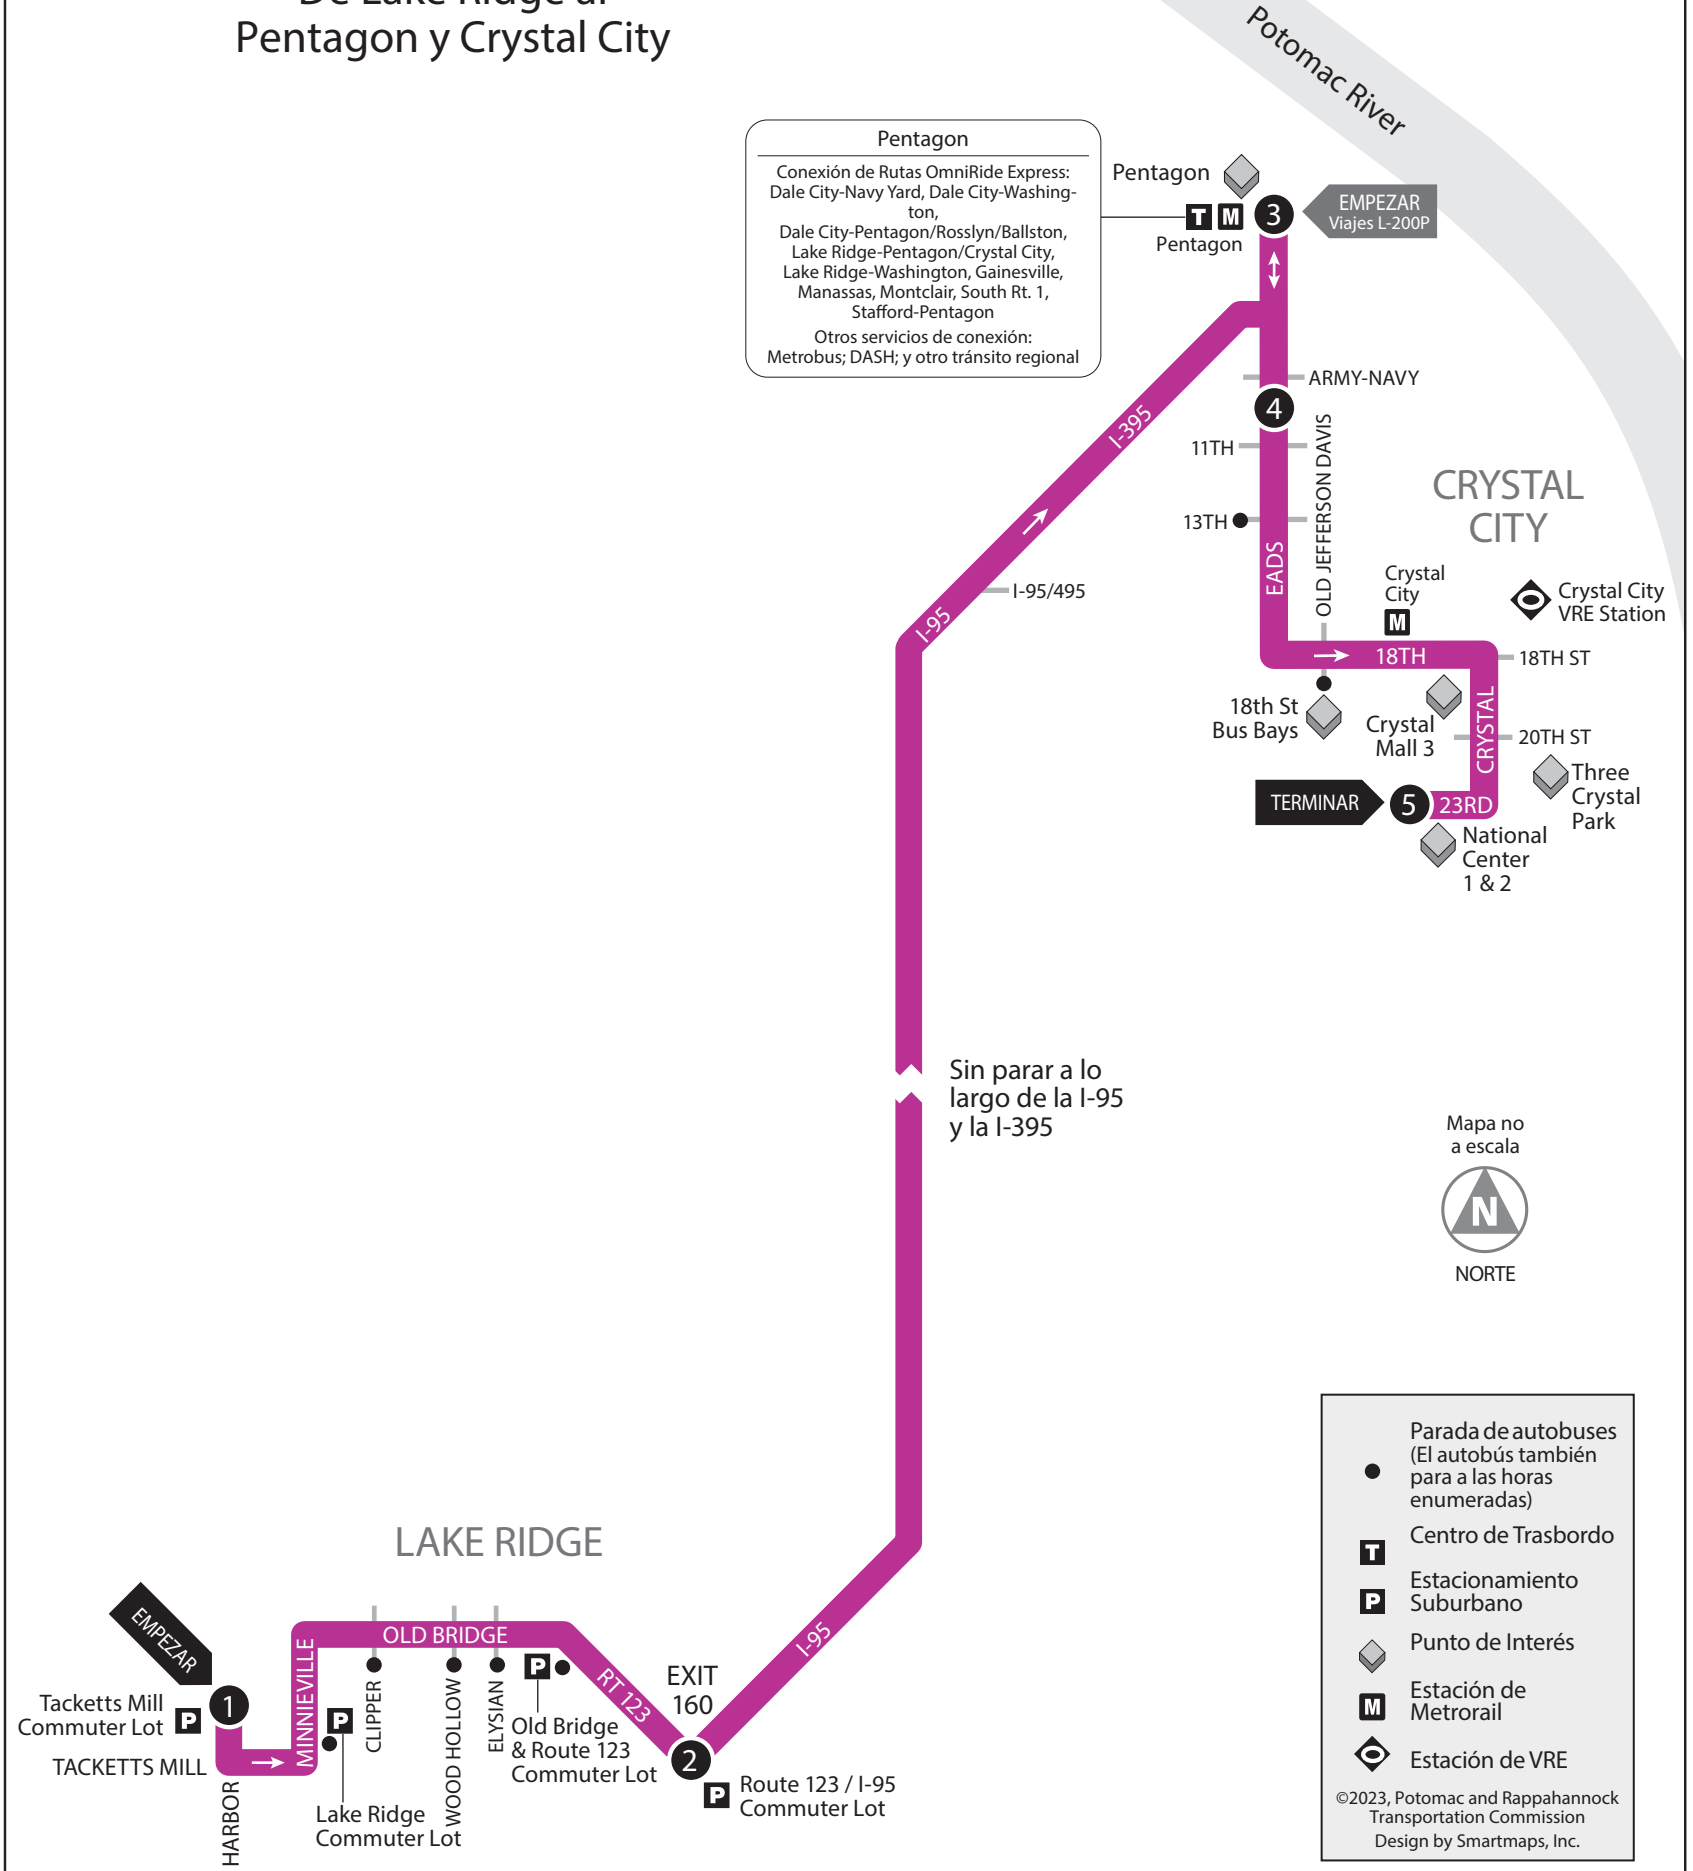 De Lake Ridge al
Pentagon y Crystal City
Potomac River
Pentagon
Conexión de Rutas OmniRide Express:
Dale City-Navy Yard, Dale City-Washing-
ton,
Dale City-Pentagon/Rosslyn/Ballston,
Lake Ridge-Pentagon/Crystal City,
Lake Ridge-Washington, Gainesville,
Manassas, Montclair, South Rt. 1,
Stafford-Pentagon
Otros servicios de conexión:
Metrobus; DASH; y otro tránsito regional
Pentagon
T M
Pentagon
3
EMPEZAR
Viajes L-200P
ARMY-NAVY
4
I-395
11TH
OLD JEFFERSON DAVIS
CRYSTAL
CITY
13TH
EADS
I-95/495
I-95
Crystal
City
M
Crystal City
VRE Station
18TH
18TH ST
18th St
Bus Bays
Crystal
Mall 3
CRYSTAL
20TH ST
Three
Crystal
Park
TERMINAR
5
23RD
National
Center
1 & 2
Sin parar a lo
largo de la I-95
y la I-395
Mapa no
a escala
N
NORTE
LAKE RIDGE
EMPEZAR
1
Tacketts Mill
Commuter Lot
P
TACKETTS MILL
HARBOR
MINNIEVILLE
P
Lake Ridge
Commuter Lot
OLD BRIDGE
CLIPPER
WOOD HOLLOW
ELYSIAN
P
Old Bridge
& Route 123
Commuter Lot
RT 123
EXIT
160
2
P
Route 123 / I-95
Commuter Lot
I-95
Parada de autobuses
(El autobús también
para a las horas
enumeradas)
T
Centro de Trasbordo
P
Estacionamiento
Suburbano
Punto de Interés
M
Estación de
Metrorail
Estación de VRE
©2023, Potomac and Rappahannock
Transportation Commission
Design by Smartmaps, Inc.